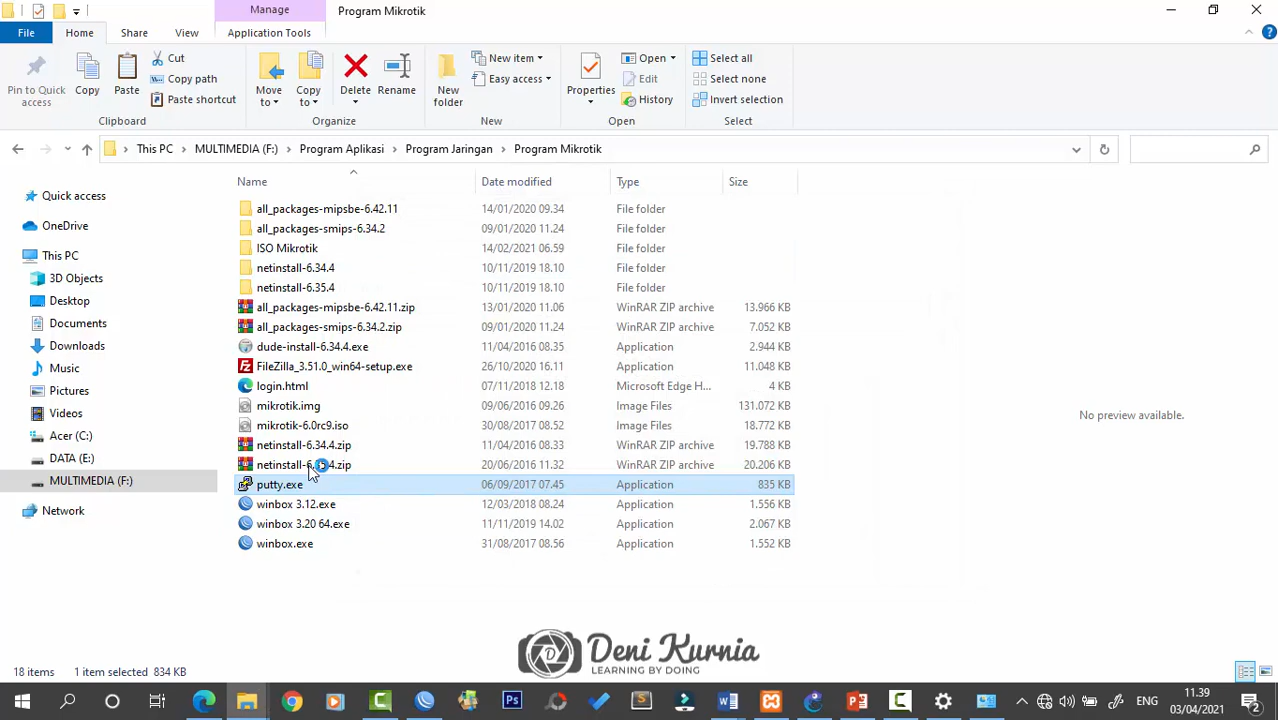 Manage
Program Mikrotik
File
Home
Share
View
Application Tools
Pin to Quick access
Copy
Paste
Cut
Copy path
Paste shortcut
Clipboard
Move to
Copy to
Delete
Rename
Organize
New folder
New item
Easy access
New
Properties
Open
Edit
History
Open
Select all
Select none
Invert selection
Select
This PC
MULTIMEDIA (F:)
Program Aplikasi
Program Jaringan
Program Mikrotik
Quick access
OneDrive
This PC
3D Objects
Desktop
Documents
Downloads
Music
Pictures
Videos
Acer (C:)
DATA (E:)
MULTIMEDIA (F:)
Network
Name Date modified Type Size
all_packages-mipsbe-6.42.11 14/01/2020 09.34 File folder
all_packages-smips-6.34.2 09/01/2020 11.24 File folder
ISO Mikrotik 14/02/2021 06.59 File folder
netinstall-6.34.4 10/11/2019 18.10 File folder
netinstall-6.35.4 10/11/2019 18.10 File folder
all_packages-mipsbe-6.42.11.zip 13/01/2020 11.06 WinRAR ZIP archive 13.966 KB
all_packages-smips-6.34.2.zip 09/01/2020 11.24 WinRAR ZIP archive 7.052 KB
dude-install-6.34.4.exe 11/04/2016 08.35 Application 2.944 KB
FileZilla_3.51.0_win64-setup.exe 26/10/2020 16.11 Application 11.048 KB
login.html 07/11/2018 12.18 Microsoft Edge H... 4 KB
mikrotik.img 09/06/2016 09.26 Image Files 131.072 KB
mikrotik-6.0rc9.iso 30/08/2017 08.52 Image Files 18.772 KB
netinstall-6.34.4.zip 11/04/2016 08.33 WinRAR ZIP archive 19.788 KB
20/06/2016 11.32 WinRAR ZIP archive 20.206 KB
putty.exe 06/09/2017 07.45 Application 835 KB
winbox 3.12.exe 12/03/2018 08.24 Application 1.556 KB
winbox 3.20 64.exe 11/11/2019 14.02 Application 2.067 KB
winbox.exe 31/08/2017 08.56 Application 1.552 KB
No preview available.
D
Deni Kurnia
LEARNING BY DOING
18 items 1 item selected 834 KB
ENG
11.39
03/04/2021